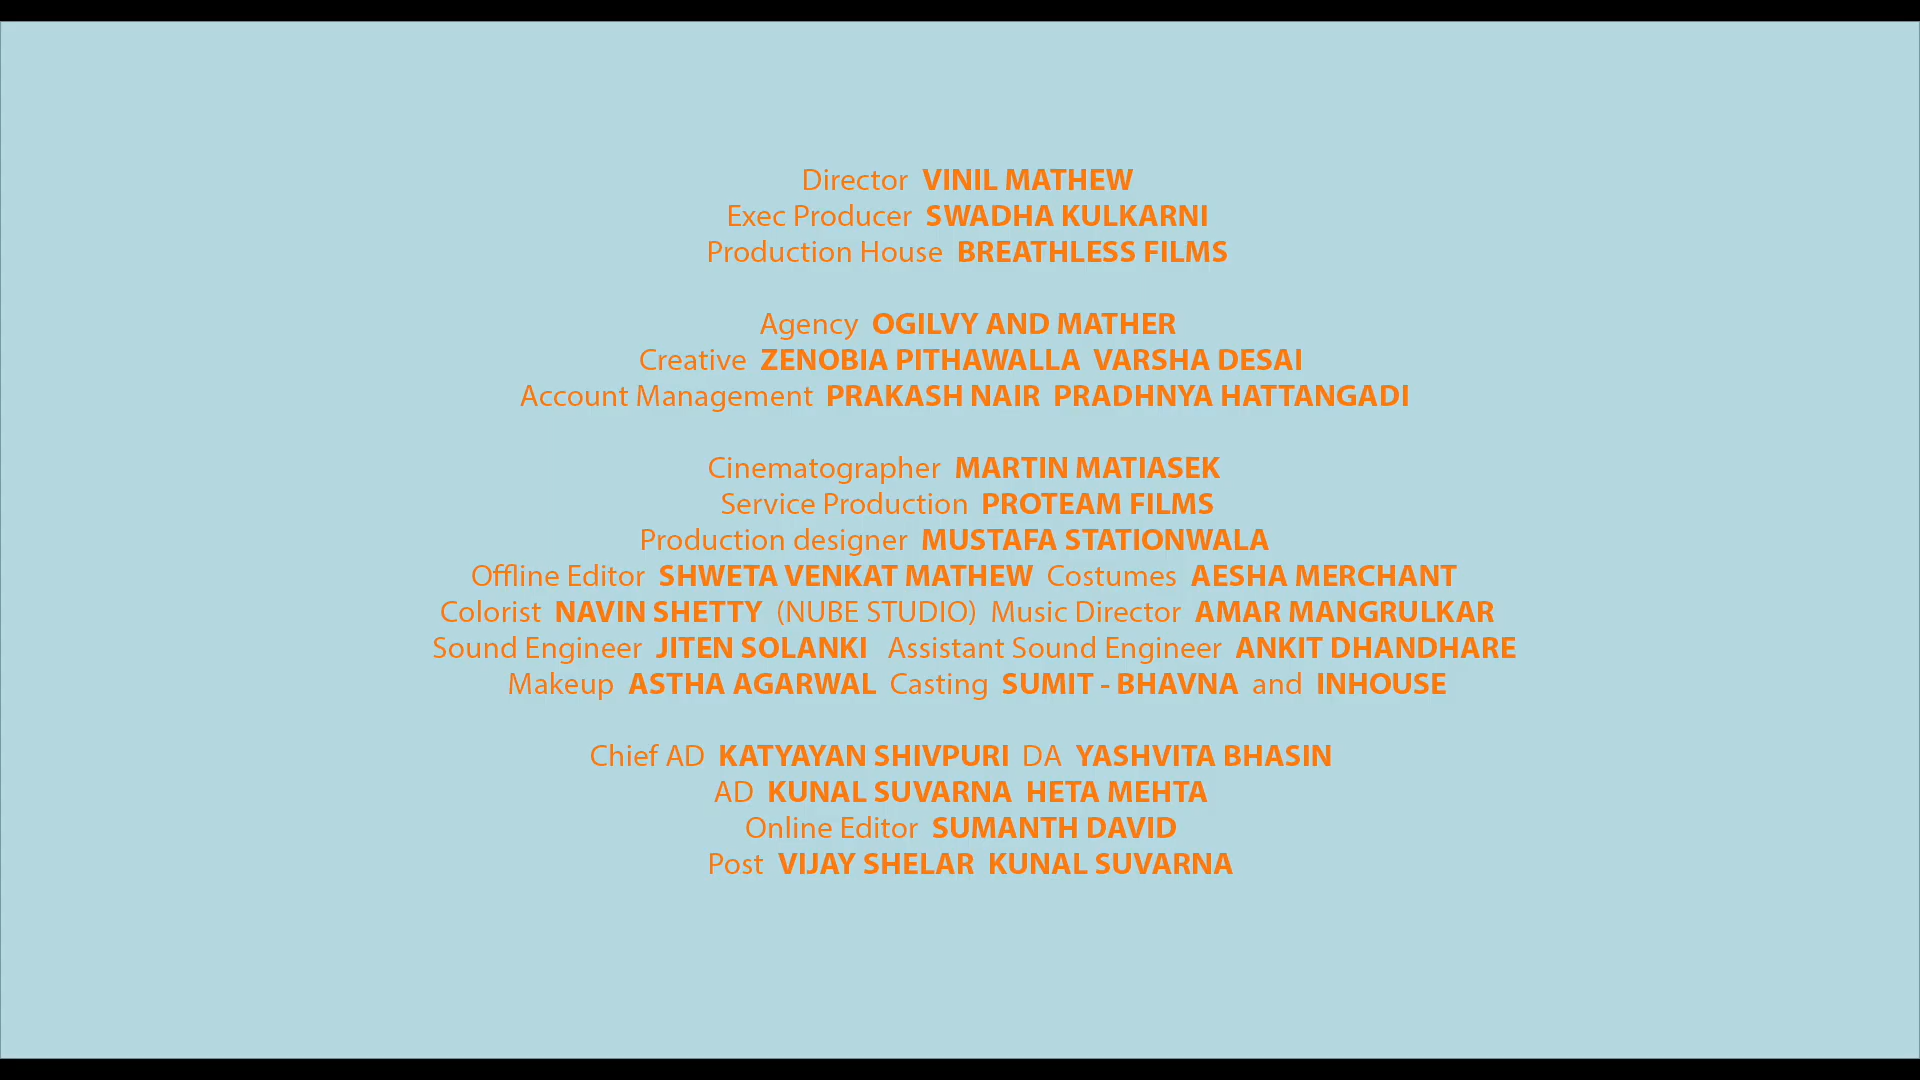 Director VINIL MATHEW
Exec Producer SWADHA KULKARNI
Production House BREATHLESS FILMS
Agency OGILVY AND MATHER
Creative ZENOBIA PITHAWALLA VARSHA DESAI
Account Management PRAKASH NAIR PRADHNYA HATTANGADI
Cinematographer MARTIN MATIASEK
Service Production PROTEAM FILMS
Production designer MUSTAFA STATIONWALA
Offline Editor SHWETA VENKAT MATHEW Costumes AESHA MERCHANT
Colorist NAVIN SHETTY (NUBE STUDIO) Music Director AMAR MANGRULKAR
Sound Engineer JITEN SOLANKI Assistant Sound Engineer ANKIT DHANDHARE
Makeup ASTHA AGARWAL Casting SUMIT - BHAVNA and INHOUSE
Chief AD KATYAYAN SHIVPURI DA YASHVITA BHASIN
AD KUNAL SUVARNA HETA MEHTA
Online Editor SUMANTH DAVID
Post VIJAY SHELAR KUNAL SUVARNA